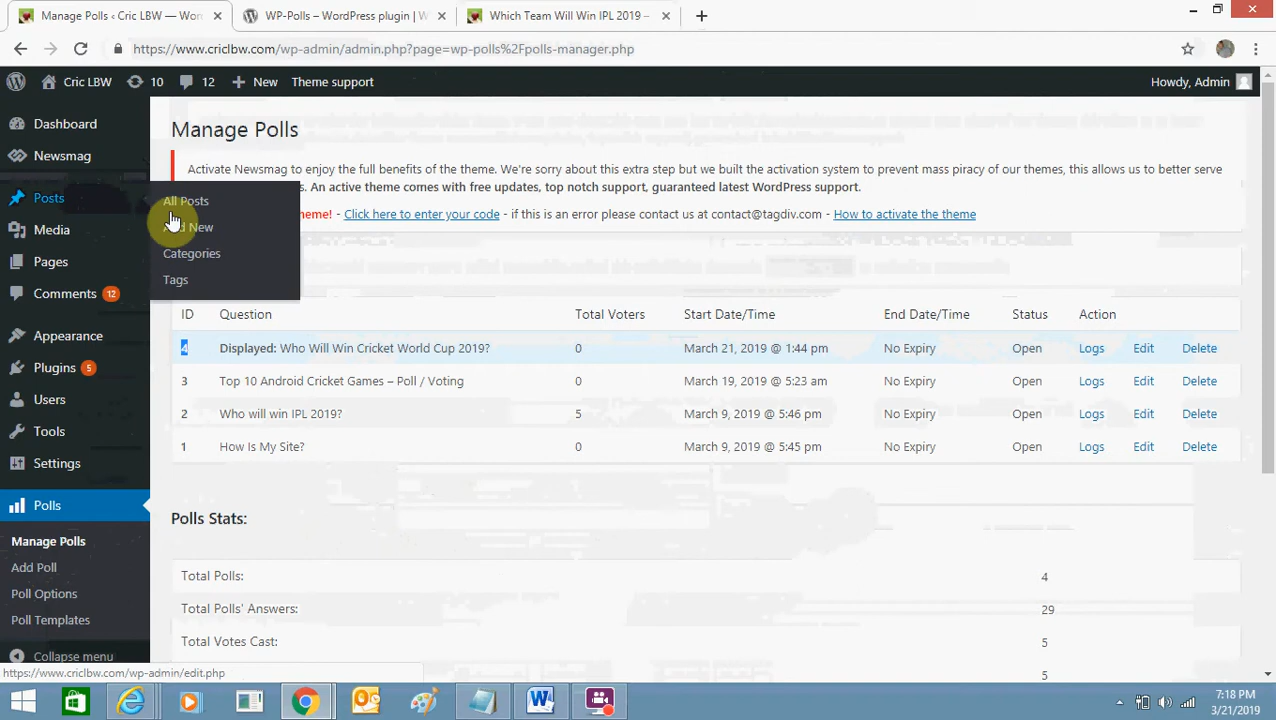 Manage Polls ‹ Cric LBW — Wor
WP-Polls – WordPress plugin | W
Which Team Will Win IPL 2019 –
https://www.criclbw.com/wp-admin/admin.php?page=wp-polls%2Fpolls-manager.php
Cric LBW
10
12
New
Theme support
Howdy, Admin
Dashboard
Newsmag
Posts
Media
Pages
Comments 12
Appearance
Plugins 5
Users
Tools
Settings
Polls
Manage Polls
Add Poll
Poll Options
Poll Templates
Collapse menu
All Posts
New
Categories
Tags
Manage Polls
Activate Newsmag to enjoy the full benefits of the theme. We're sorry about this extra step but we built the activation system to prevent mass piracy of our themes, this allows us to better serve
An active theme comes with free updates, top notch support, guaranteed latest WordPress support.
Click here to enter your code - if this is an error please contact us at contact@tagdiv.com - How to activate the theme
ID Question Total Voters Start Date/Time End Date/Time Status Action
4 Displayed: Who Will Win Cricket World Cup 2019? 0 March 21, 2019 @ 1:44 pm No Expiry Open Logs Edit Delete
3 Top 10 Android Cricket Games – Poll / Voting 0 March 19, 2019 @ 5:23 am No Expiry Open Logs Edit Delete
2 Who will win IPL 2019? 5 March 9, 2019 @ 5:46 pm No Expiry Open Logs Edit Delete
1 How Is My Site? 0 March 9, 2019 @ 5:45 pm No Expiry Open Logs Edit Delete
Polls Stats:
Total Polls: 4
Total Polls' Answers: 29
Total Votes Cast: 5
5
https://www.criclbw.com/wp-admin/edit.php
7:18 PM
3/21/2019